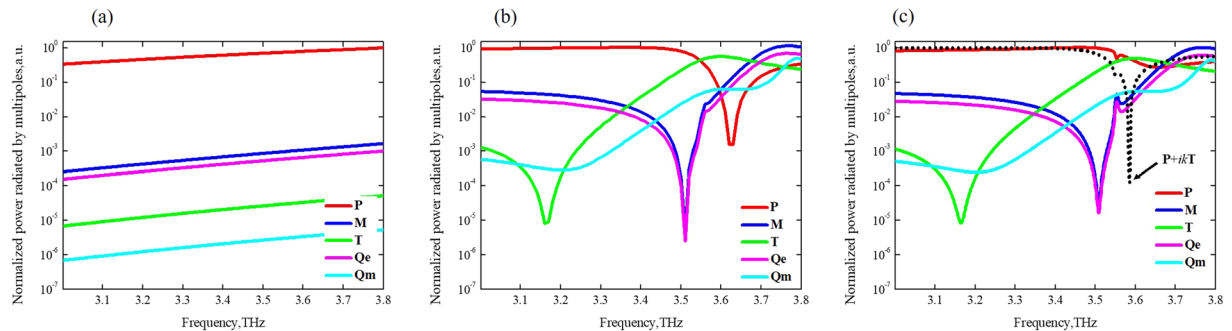 (a)
Normalized power radiated by multipoles,a.u.
10⁰
10⁻¹
10⁻²
10⁻³
10⁻⁴
10⁻⁵
10⁻⁶
10⁻⁷
P
M
T
Qe
Qm
3.1 3.2 3.3 3.4 3.5 3.6 3.7 3.8
Frequency,THz
(b)
Normalized power radiated by multipoles,a.u.
10⁰
10⁻¹
10⁻²
10⁻³
10⁻⁴
10⁻⁵
10⁻⁶
10⁻⁷
P
M
T
Qe
Qm
3.1 3.2 3.3 3.4 3.5 3.6 3.7 3.8
Frequency,THz
(c)
Normalized power radiated by multipoles,a.u.
10⁰
10⁻¹
10⁻²
10⁻³
10⁻⁴
10⁻⁵
10⁻⁶
10⁻⁷
P+ikT
P
M
T
Qe
Qm
3.1 3.2 3.3 3.4 3.5 3.6 3.7 3.8
Frequency,THz